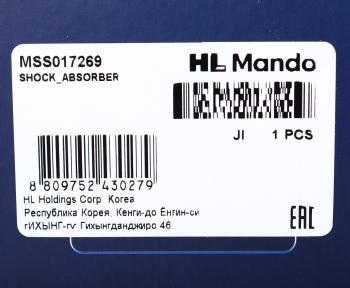 MSS017269
SHOCK_ABSORBER
HL Mando
JI 1 PCS
8 809752 430279
HL Holdings Corp. Korea
Республика Корея, Кенги-до Ёнгин-си
гИХЫНГ-гу Гихынгданджиро 46
EAC